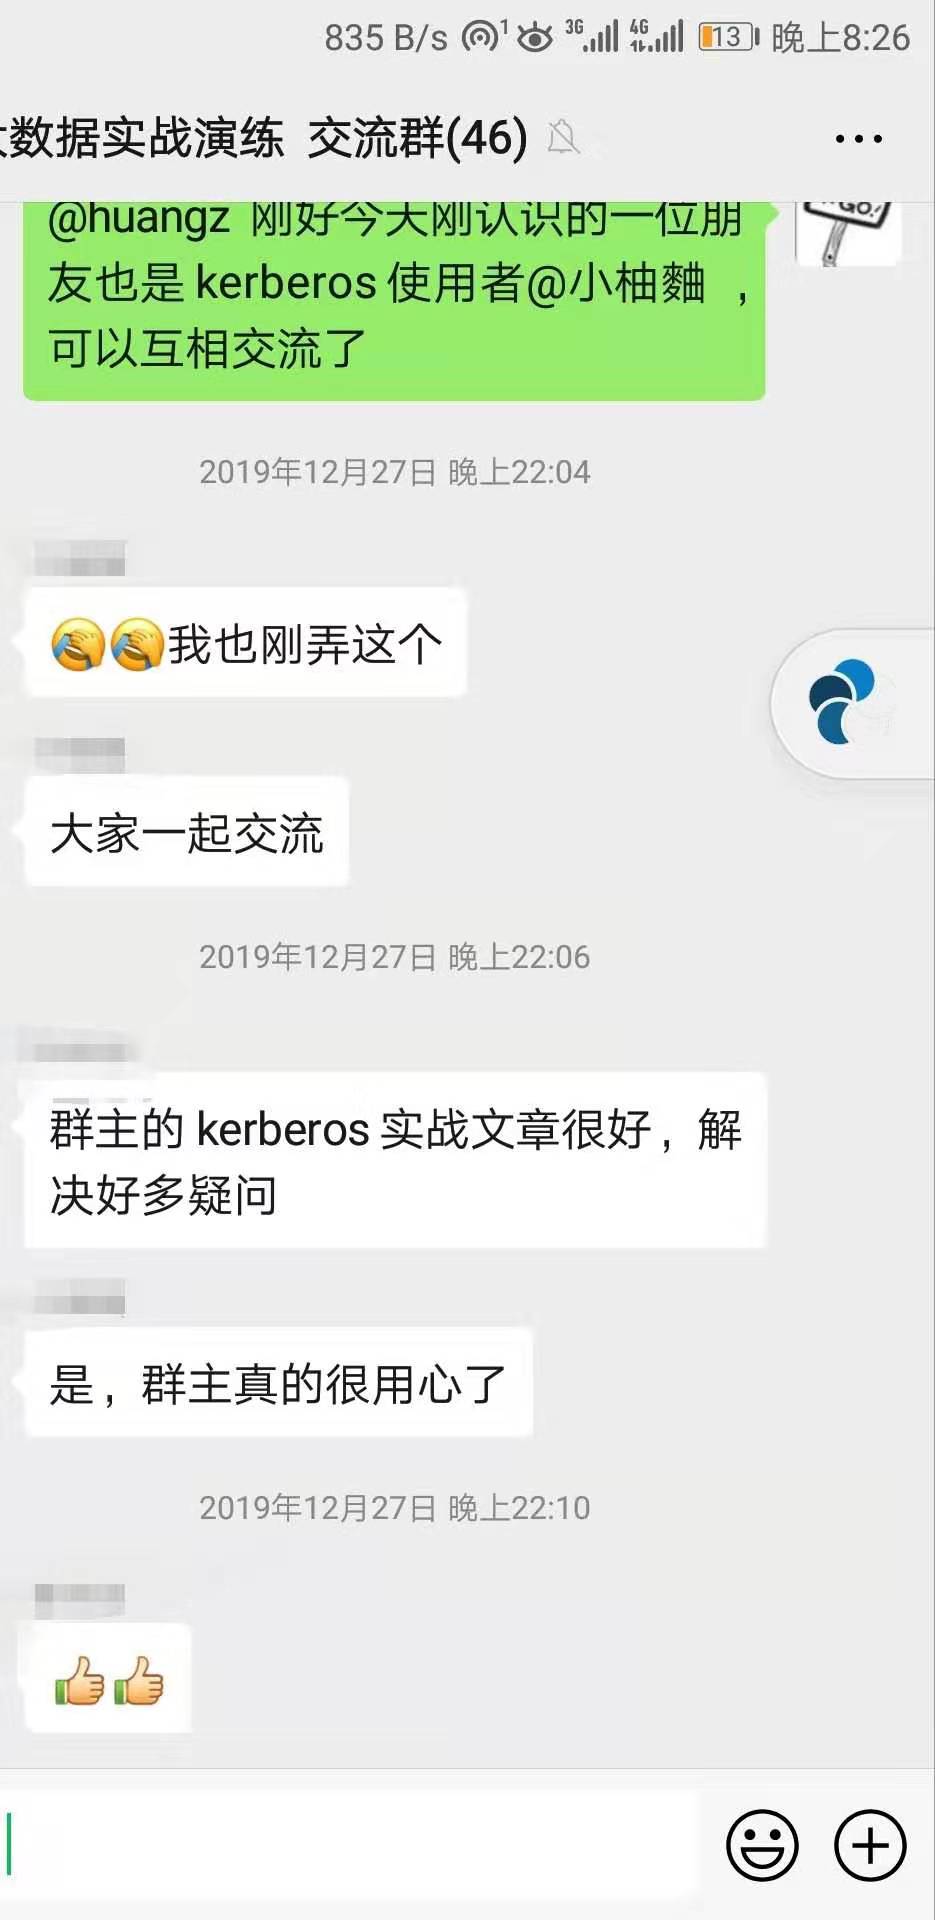 835 B/s 1 3G 4G 13 晚上8:26
数据实战演练 交流群(46)
@huangz 刚好今天刚认识的一位朋
GO!
友也是 kerberos 使用者@小柚麯 ，
可以互相交流了
2019年12月27日 晚上22:04
我也刚弄这个
大家一起交流
2019年12月27日 晚上22:06
群主的 kerberos 实战文章很好，解
决好多疑问
是，群主真的很用心了
2019年12月27日 晚上22:10